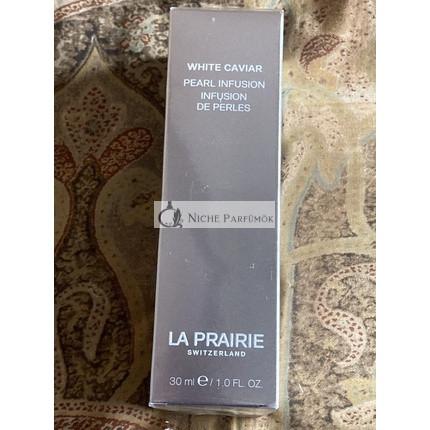 WHITE CAVIAR
PEARL INFUSION
INFUSION
DE PERLES
NICHE PARFÜMÖK
LA PRAIRIE
SWITZERLAND
30 ml ℮ / 1.0 FL. OZ.